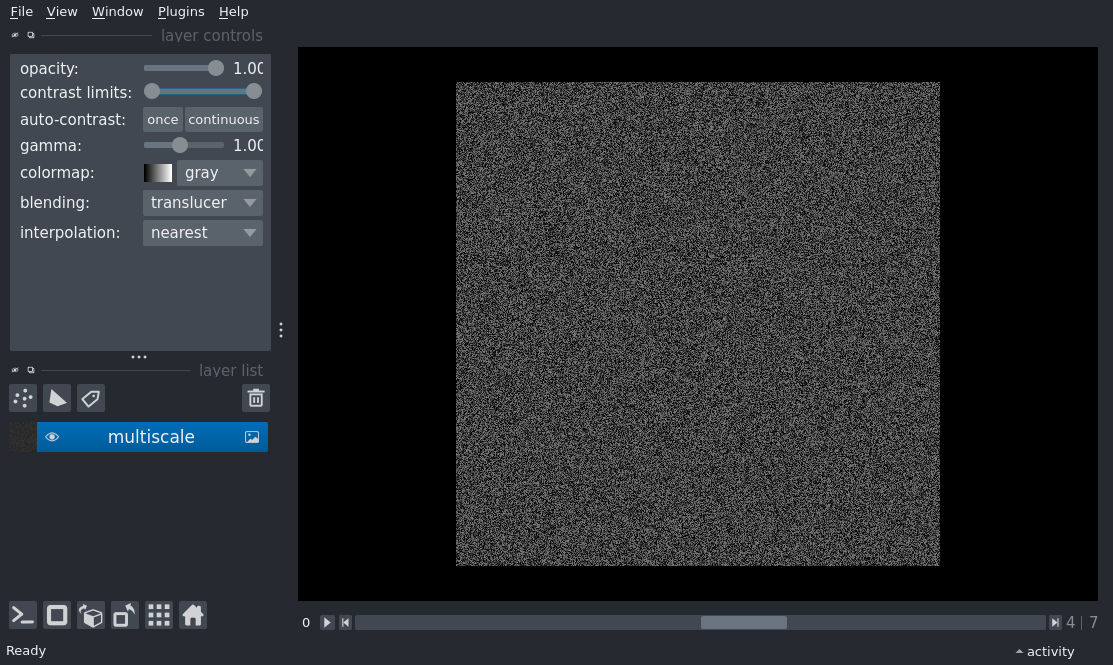 File View Window Plugins Help
layer controls
opacity: 1.00
contrast limits:
auto-contrast: once continuous
gamma: 1.00
colormap: gray
blending: translucer
interpolation: nearest
layer list
multiscale
0 4 | 7
Ready activity